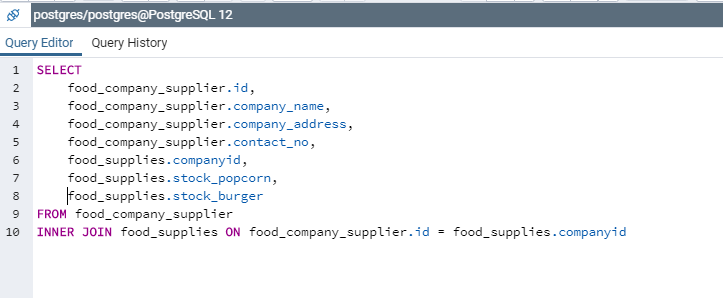 postgres/postgres@PostgreSQL 12
Query Editor Query History
1 SELECT
2 food_company_supplier.id,
3 food_company_supplier.company_name,
4 food_company_supplier.company_address,
5 food_company_supplier.contact_no,
6 food_supplies.companyid,
7 food_supplies.stock_popcorn,
8 food_supplies.stock_burger
9 FROM food_company_supplier
10 INNER JOIN food_supplies ON food_company_supplier.id = food_supplies.companyid